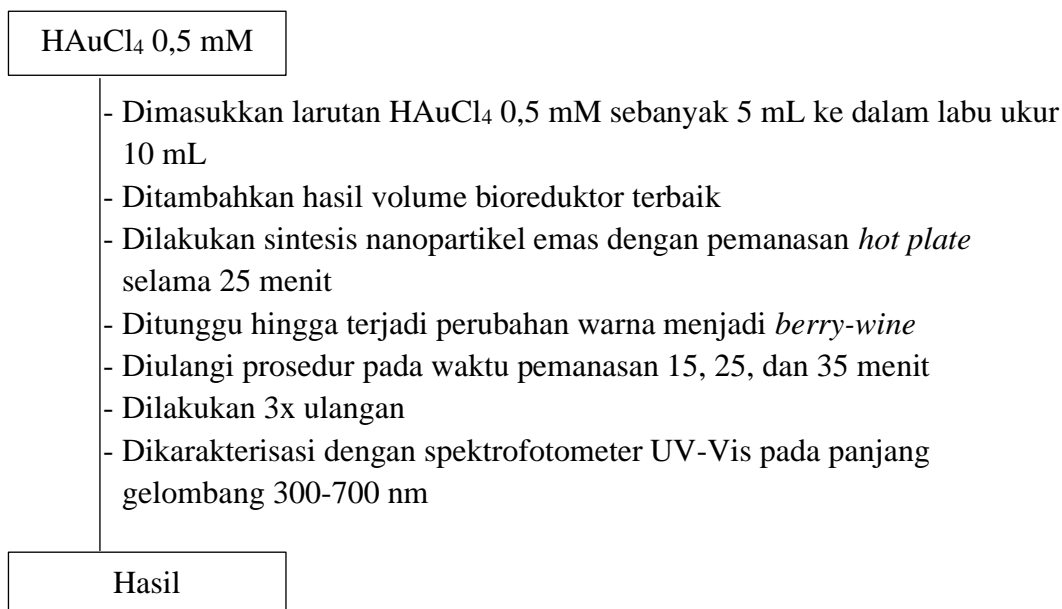 HAuCl₄ 0,5 mM
- Dimasukkan larutan HAuCl₄ 0,5 mM sebanyak 5 mL ke dalam labu ukur
10 mL
- Ditambahkan hasil volume bioreduktor terbaik
- Dilakukan sintesis nanopartikel emas dengan pemanasan hot plate
selama 25 menit
- Ditunggu hingga terjadi perubahan warna menjadi berry-wine
- Diulangi prosedur pada waktu pemanasan 15, 25, dan 35 menit
- Dilakukan 3x ulangan
- Dikarakterisasi dengan spektrofotometer UV-Vis pada panjang
gelombang 300-700 nm
Hasil